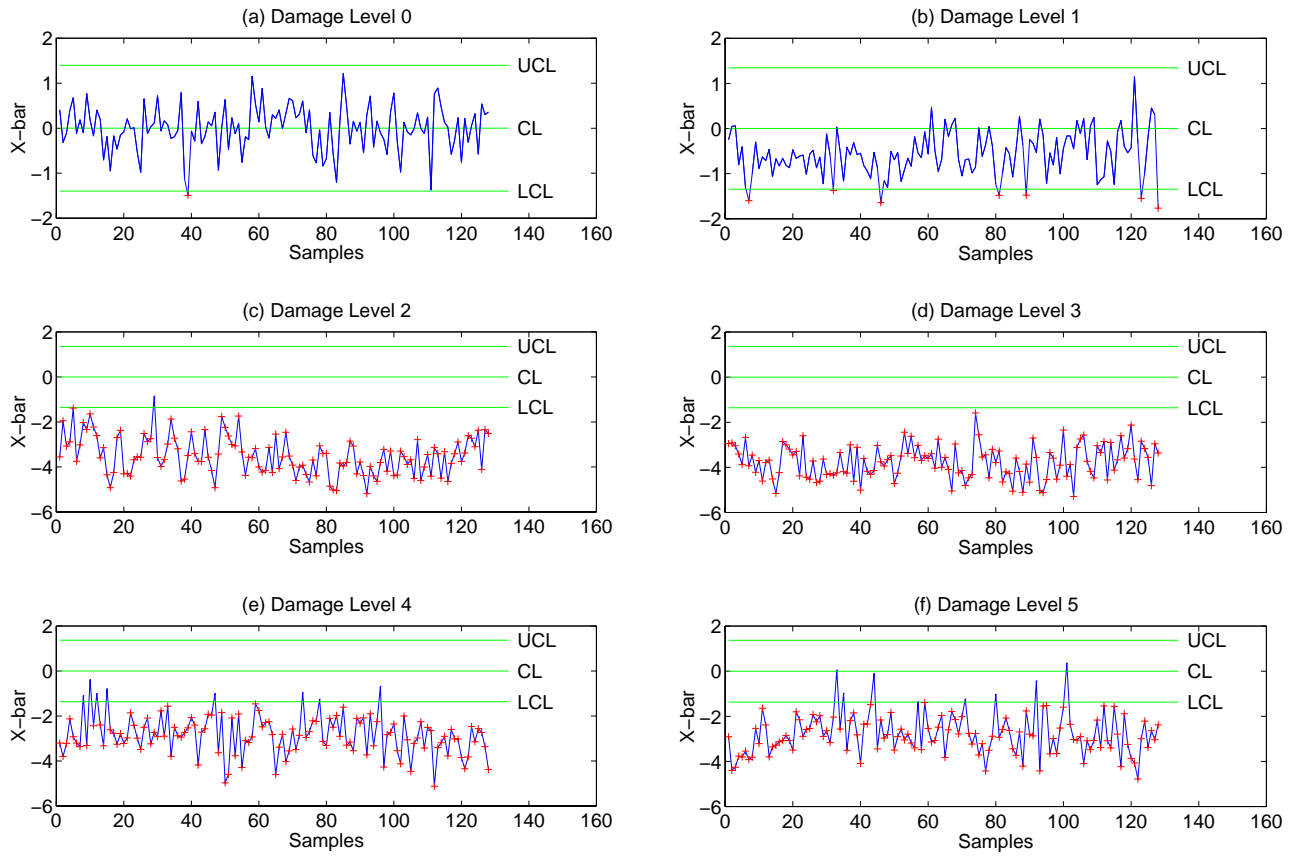 (a) Damage Level 0
2
1
0
−1
−2
X−bar
UCL
CL
LCL
0 20 40 60 80 100 120 140 160
Samples
(b) Damage Level 1
2
1
0
−1
−2
X−bar
UCL
CL
LCL
0 20 40 60 80 100 120 140 160
Samples
(c) Damage Level 2
2
0
−2
−4
−6
X−bar
UCL
CL
LCL
0 20 40 60 80 100 120 140 160
Samples
(d) Damage Level 3
2
0
−2
−4
−6
X−bar
UCL
CL
LCL
0 20 40 60 80 100 120 140 160
Samples
(e) Damage Level 4
2
0
−2
−4
−6
X−bar
UCL
CL
LCL
0 20 40 60 80 100 120 140 160
Samples
(f) Damage Level 5
2
0
−2
−4
−6
X−bar
UCL
CL
LCL
0 20 40 60 80 100 120 140 160
Samples